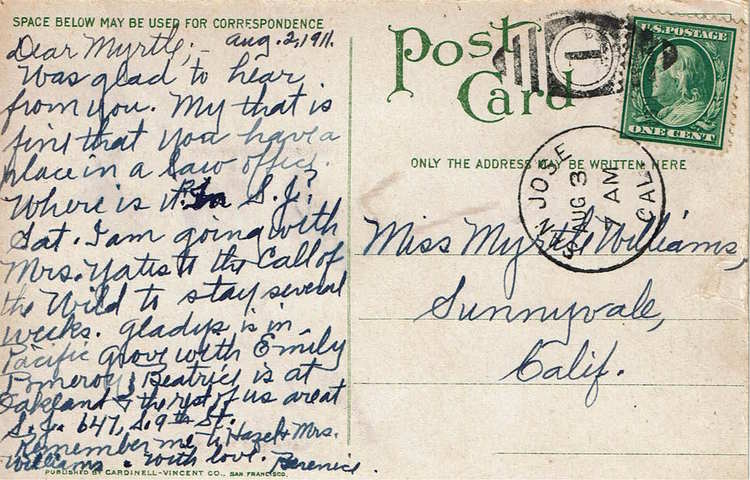 SPACE BELOW MAY BE USED FOR CORRESPONDENCE
Dear Myrtle,- Aug. 2, 1911.
Was glad to hear
from you. My that is
fine that you have a
place in a law office.
Where is it? In S.J?
Sat. I am going with
Mrs. Yates to the Call of
the Wild to stay several
weeks. Gladys is in
Pacific Grove with Emily
Pomeroy, Beatrice is at
Oakland & the rest of us are at
S.J. 647, S. 9th St.
Remember me to Hazel & Mrs.
Williams. With love. Berenice.
PUBLISHED BY CARDINELL-VINCENT CO., SAN FRANCISCO.
Post
Card
1
U.S. POSTAGE
ONE CENT
ONLY THE ADDRESS MAY BE WRITTEN HERE
SAN JOSE
AUG 3
7 AM
CAL
Miss Myrtle Williams,
Sunnyvale,
Calif.